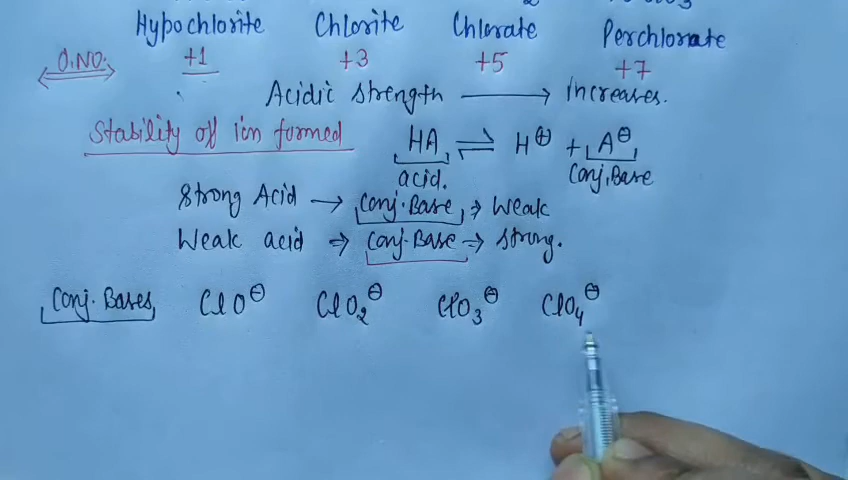 Hypochlorite Chlorite Chlorate Perchlorate
O.NO. +1 +3 +5 +7
Acidic strength ⟶ increases.
Stability of ion formed HA ⇌ H⊕ + A⊖
acid. Conj. Base
Strong Acid → Conj. Base → Weak
Weak acid ⇒ Conj. Base → strong.
Conj. Bases ClO⊖ ClO₂⊖ ClO₃⊖ ClO₄⊖